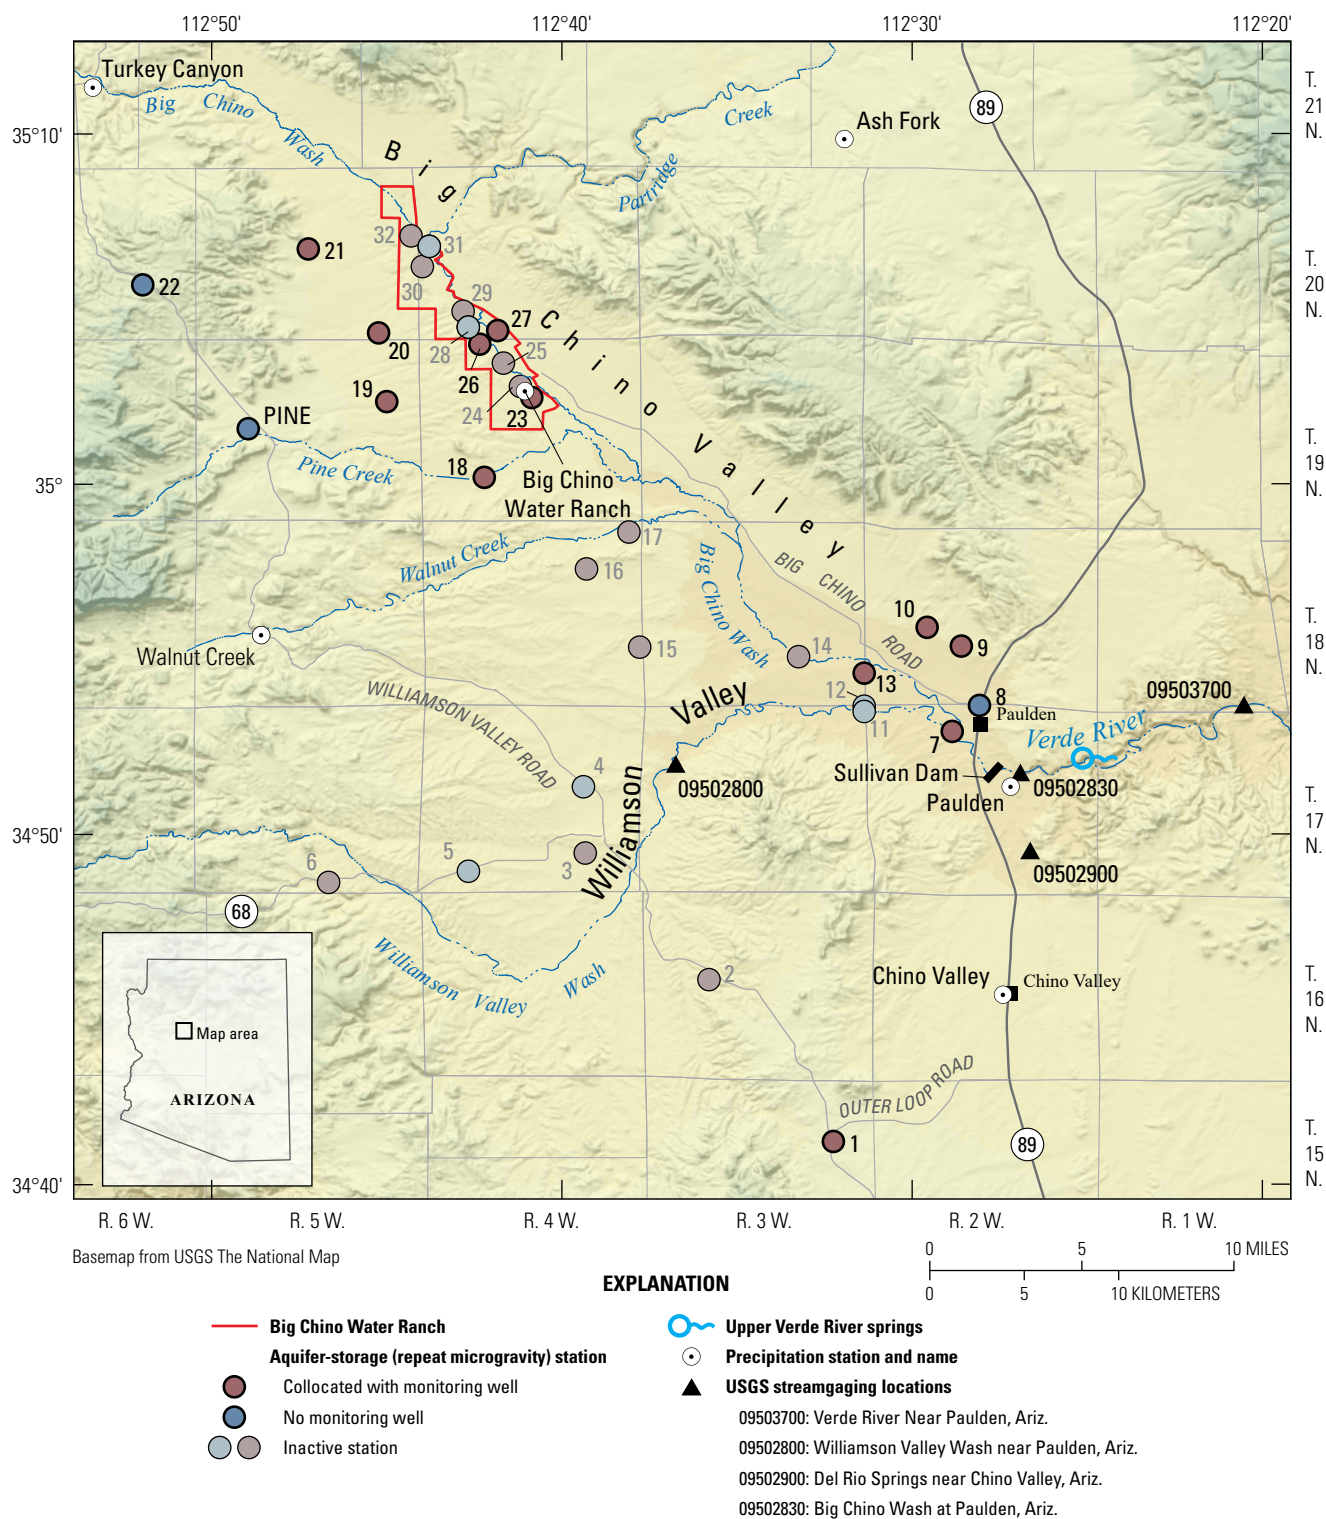 112°50' 112°40' 112°30' 112°20'
Turkey Canyon
T.
21
N.
Big Chino
Wash
Creek
Partridge
Ash Fork
89
35°10'
Big
Chino
Valley
32
31
21
30
22
29
T.
20
N.
27
28
25
20
26
19
24
23
PINE
T.
19
N.
Pine Creek
18
35°
Big Chino
Water Ranch
17
Walnut Creek
16
Big Chino Wash
BIG CHINO
ROAD
10
9
T.
18
N.
Walnut Creek
15
14
13
WILLIAMSON VALLEY ROAD
Valley
12
11
8
09503700
Paulden
7
Verde River
Sullivan Dam
4
09502800
Paulden
09502830
Williamson
T.
17
N.
34°50'
5
3
6
09502900
68
Williamson Valley
Wash
2
Chino Valley
Chino Valley
T.
16
N.
Map area
ARIZONA
OUTER LOOP ROAD
1
89
T.
15
N.
34°40'
R. 6 W. R. 5 W. R. 4 W. R. 3 W. R. 2 W. R. 1 W.
Basemap from USGS The National Map
0 5 10 MILES
0 5 10 KILOMETERS
EXPLANATION
Big Chino Water Ranch
Aquifer-storage (repeat microgravity) station
Collocated with monitoring well
No monitoring well
Inactive station
Upper Verde River springs
Precipitation station and name
USGS streamgaging locations
09503700: Verde River Near Paulden, Ariz.
09502800: Williamson Valley Wash near Paulden, Ariz.
09502900: Del Rio Springs near Chino Valley, Ariz.
09502830: Big Chino Wash at Paulden, Ariz.